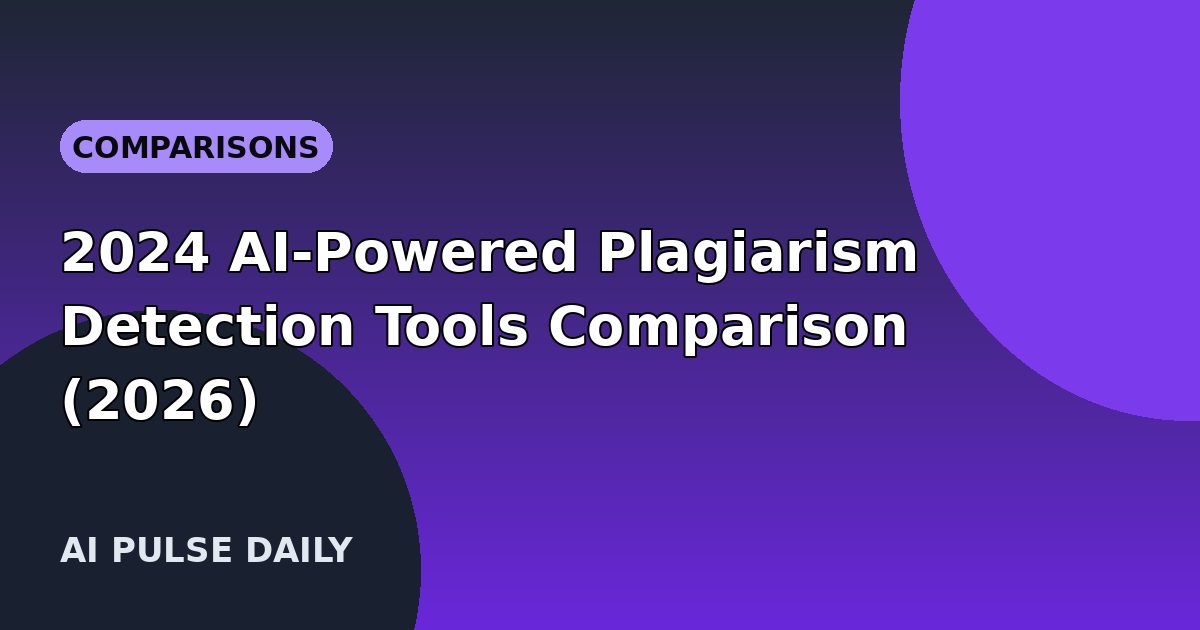 COMPARISONS
2024 AI-Powered Plagiarism
Detection Tools Comparison
(2026)
AI PULSE DAILY